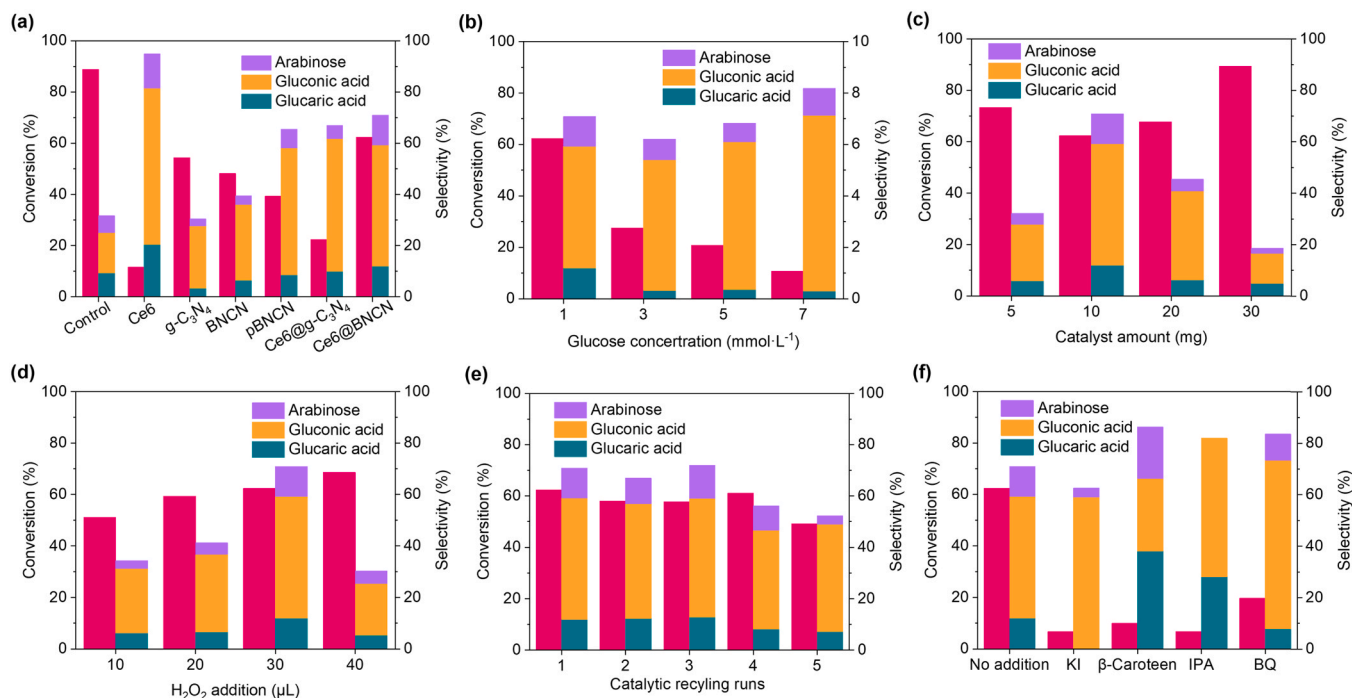 (a)
100
80
60
40
20
0
Conversion (%)
100
80
60
40
20
0
Selectivity (%)
Arabinose
Gluconic acid
Glucaric acid
Control
Ce6
g-C₃N₄
BNCN
pBNCN
Ce6@g-C₃N₄
Ce6@BNCN
(b)
100
80
60
40
20
0
Conversion (%)
10
8
6
4
2
0
Selectivity (%)
Arabinose
Gluconic acid
Glucaric acid
1 3 5 7
Glucose concertration (mmol·L⁻¹)
(c)
100
80
60
40
20
0
Conversion (%)
100
80
60
40
20
0
Selectivity (%)
Arabinose
Gluconic acid
Glucaric acid
5 10 20 30
Catalyst amount (mg)
(d)
100
80
60
40
20
0
Conversition (%)
100
80
60
40
20
0
Selectivity (%)
Arabinose
Gluconic acid
Glucaric acid
10 20 30 40
H₂O₂ addition (μL)
(e)
100
80
60
40
20
0
Conversion (%)
100
80
60
40
20
0
Selectivity (%)
Arabinose
Gluconic acid
Glucaric acid
1 2 3 4 5
Catalytic recyling runs
(f)
100
80
60
40
20
0
Conversition (%)
100
80
60
40
20
0
Selectivity (%)
Arabinose
Gluconic acid
Glucaric acid
No addition KI β-Caroteen IPA BQ